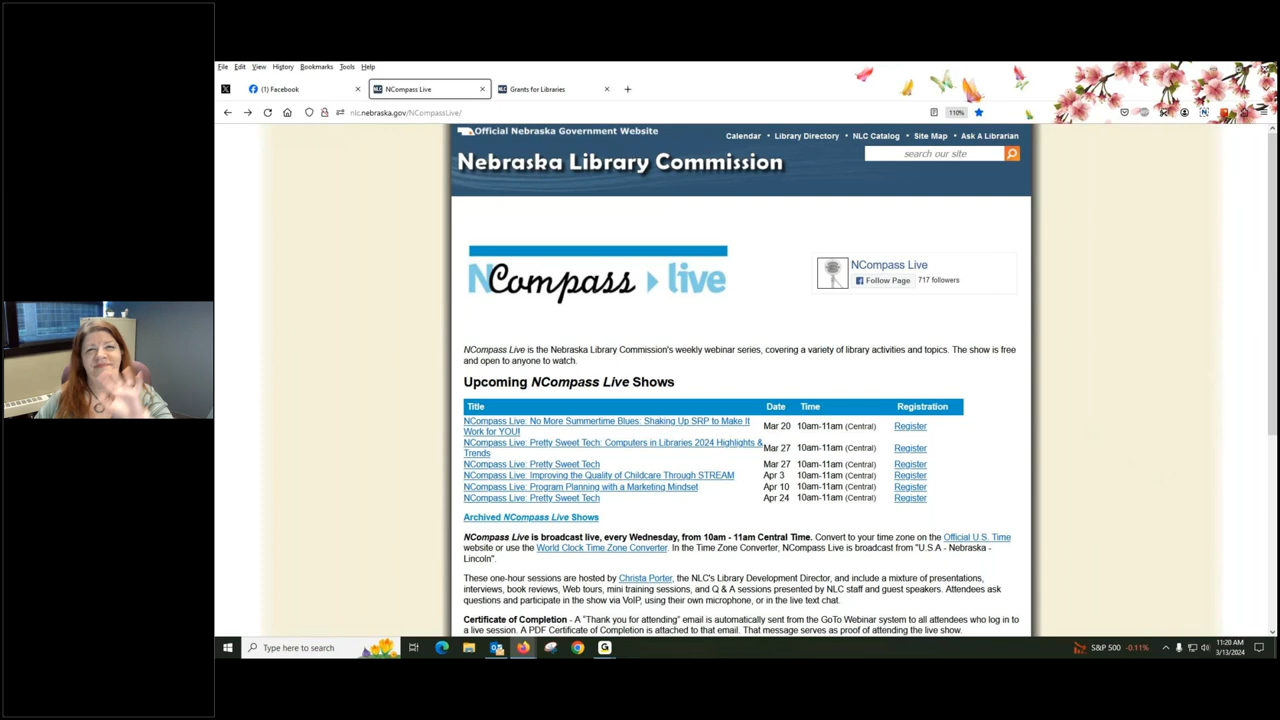 File Edit View History Bookmarks Tools Help
(1) Facebook
NCompass Live
Grants for Libraries
nlc.nebraska.gov/NCompassLive/
110%
Official Nebraska Government Website
Calendar • Library Directory • NLC Catalog • Site Map • Ask A Librarian
Nebraska Library Commission
search our site
NCompass live
NCompass Live
Follow Page 717 followers
NCompass Live is the Nebraska Library Commission's weekly webinar series, covering a variety of library activities and topics. The show is free
and open to anyone to watch.
Upcoming NCompass Live Shows
Title Date Time Registration
NCompass Live: No More Summertime Blues: Shaking Up SRP to Make It
Work for YOU! Mar 20 10am-11am (Central) Register
NCompass Live: Pretty Sweet Tech: Computers in Libraries 2024 Highlights &
Trends Mar 27 10am-11am (Central) Register
NCompass Live: Pretty Sweet Tech Mar 27 10am-11am (Central) Register
NCompass Live: Improving the Quality of Childcare Through STREAM Apr 3 10am-11am (Central) Register
NCompass Live: Program Planning with a Marketing Mindset Apr 10 10am-11am (Central) Register
NCompass Live: Pretty Sweet Tech Apr 24 10am-11am (Central) Register
Archived NCompass Live Shows
NCompass Live is broadcast live, every Wednesday, from 10am - 11am Central Time. Convert to your time zone on the Official U.S. Time
website or use the World Clock Time Zone Converter. In the Time Zone Converter, NCompass Live is broadcast from "U.S.A - Nebraska -
Lincoln".
These one-hour sessions are hosted by Christa Porter, the NLC's Library Development Director, and include a mixture of presentations,
interviews, book reviews, Web tours, mini training sessions, and Q & A sessions presented by NLC staff and guest speakers. Attendees ask
questions and participate in the show via VoIP, using their own microphone, or in the live text chat.
Certificate of Completion - A "Thank you for attending" email is automatically sent from the GoTo Webinar system to all attendees who log in to
a live session. A PDF Certificate of Completion is attached to that email. That message serves as proof of attending the live show.
Type here to search
S&P 500 -0.11%
11:20 AM
3/13/2024